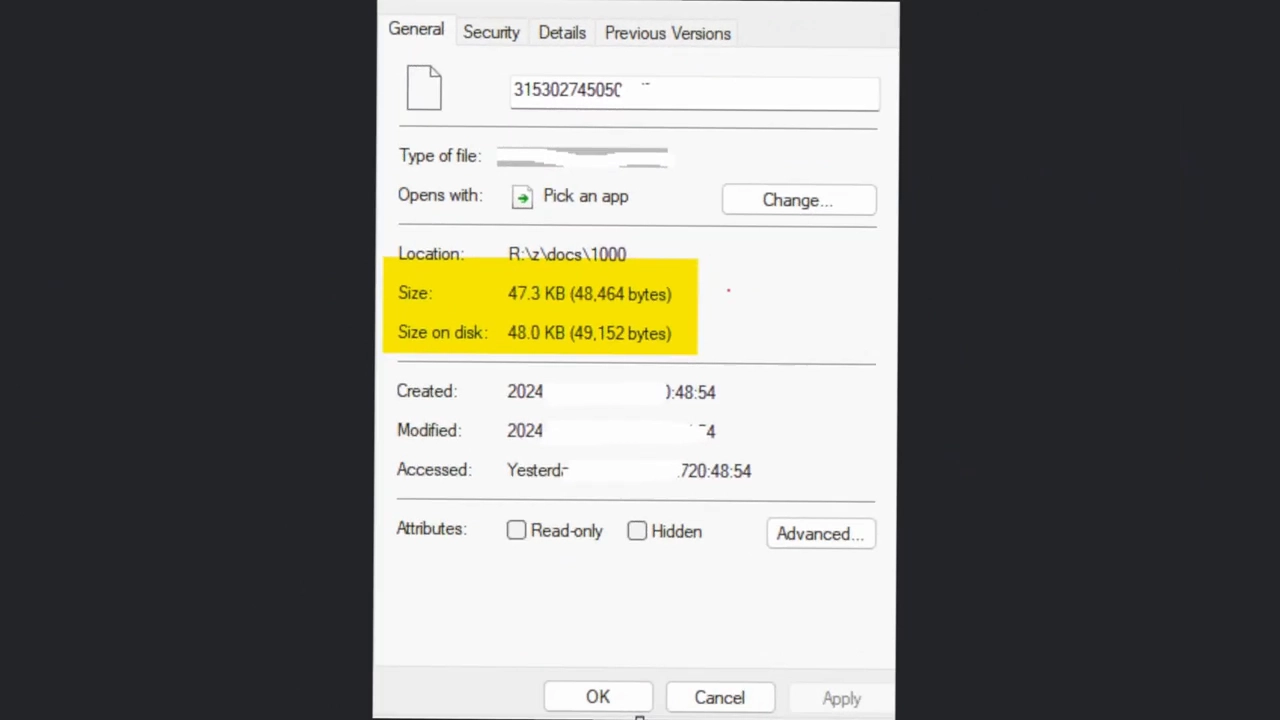 General Security Details Previous Versions
31530274505
Type of file:
Opens with: Pick an app Change...
Location: R:\z\docs\1000
Size: 47.3 KB (48,464 bytes)
Size on disk: 48.0 KB (49,152 bytes)
Created: 2024 :48:54
Modified: 2024 4
Accessed: 720:48:54
Attributes: Read-only Hidden Advanced...
OK Cancel Apply